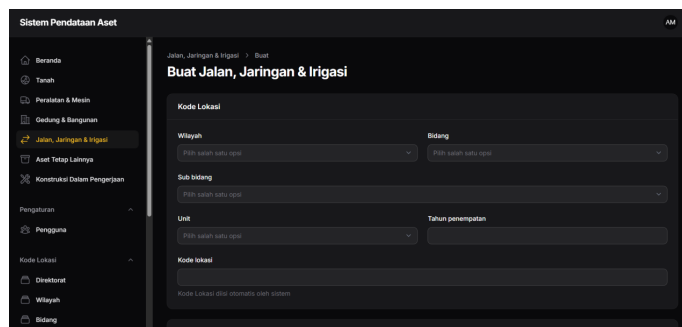 Sistem Pendataan Aset
AM
Beranda
Tanah
Peralatan & Mesin
Gedung & Bangunan
Jalan, Jaringan & Irigasi
Aset Tetap Lainnya
Konstruksi Dalam Pengerjaan
Pengaturan
Pengguna
Kode Lokasi
Direktorat
Wilayah
Bidang
Jalan, Jaringan & Irigasi > Buat
Buat Jalan, Jaringan & Irigasi
Kode Lokasi
Wilayah
Bidang
Pilih salah satu opsi
Pilih salah satu opsi
Sub bidang
Pilih salah satu opsi
Unit
Tahun penempatan
Pilih salah satu opsi
Kode lokasi
Kode Lokasi diisi otomatis oleh sistem